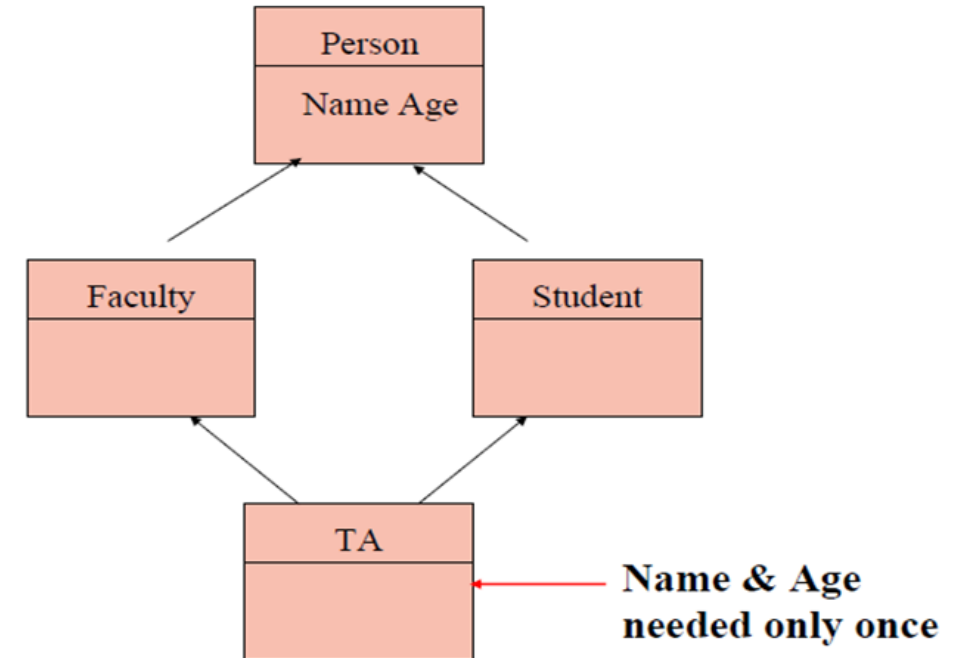 Person
Name Age
Faculty
Student
TA
Name & Age
needed only once